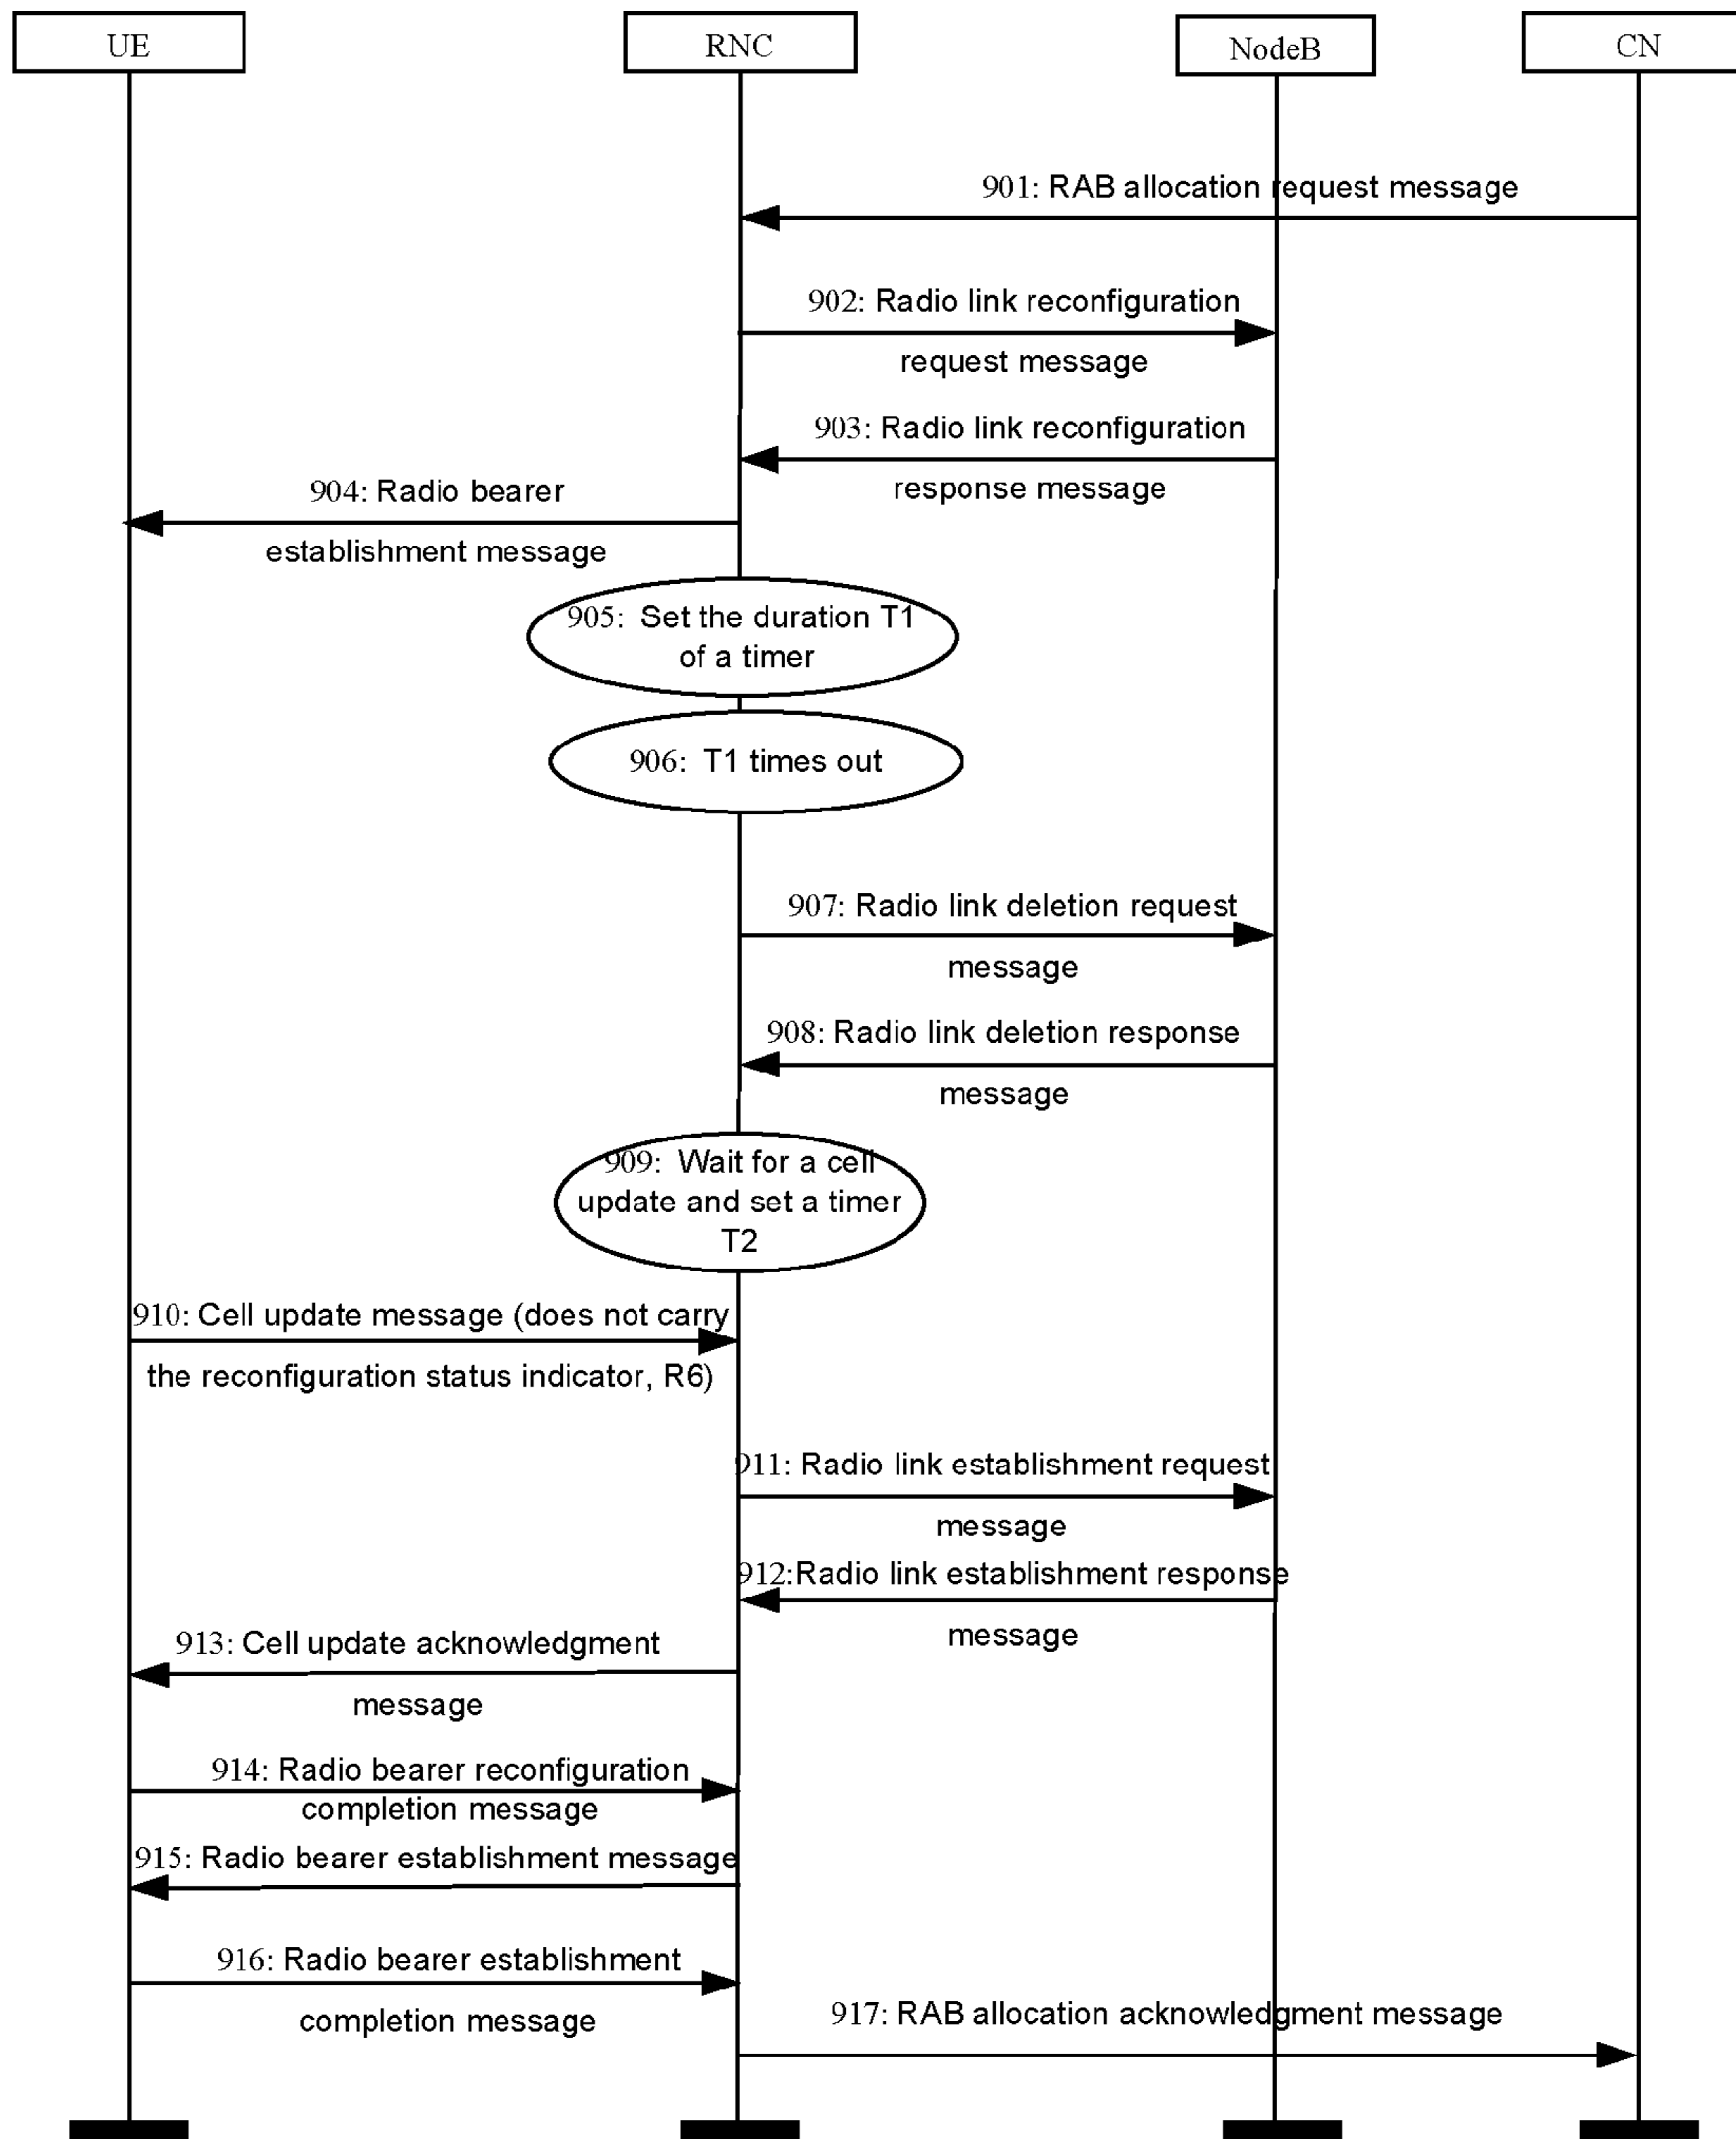 UE
RNC
NodeB
CN
901: RAB allocation request message
902: Radio link reconfiguration
request message
903: Radio link reconfiguration
response message
904: Radio bearer
establishment message
905: Set the duration T1
of a timer
906: T1 times out
907: Radio link deletion request
message
908: Radio link deletion response
message
909: Wait for a cell
update and set a timer
T2
910: Cell update message (does not carry
the reconfiguration status indicator, R6)
911: Radio link establishment request
message
912:Radio link establishment response
message
913: Cell update acknowledgment
message
914: Radio bearer reconfiguration
completion message
915: Radio bearer establishment message
916: Radio bearer establishment
completion message
917: RAB allocation acknowledgment message